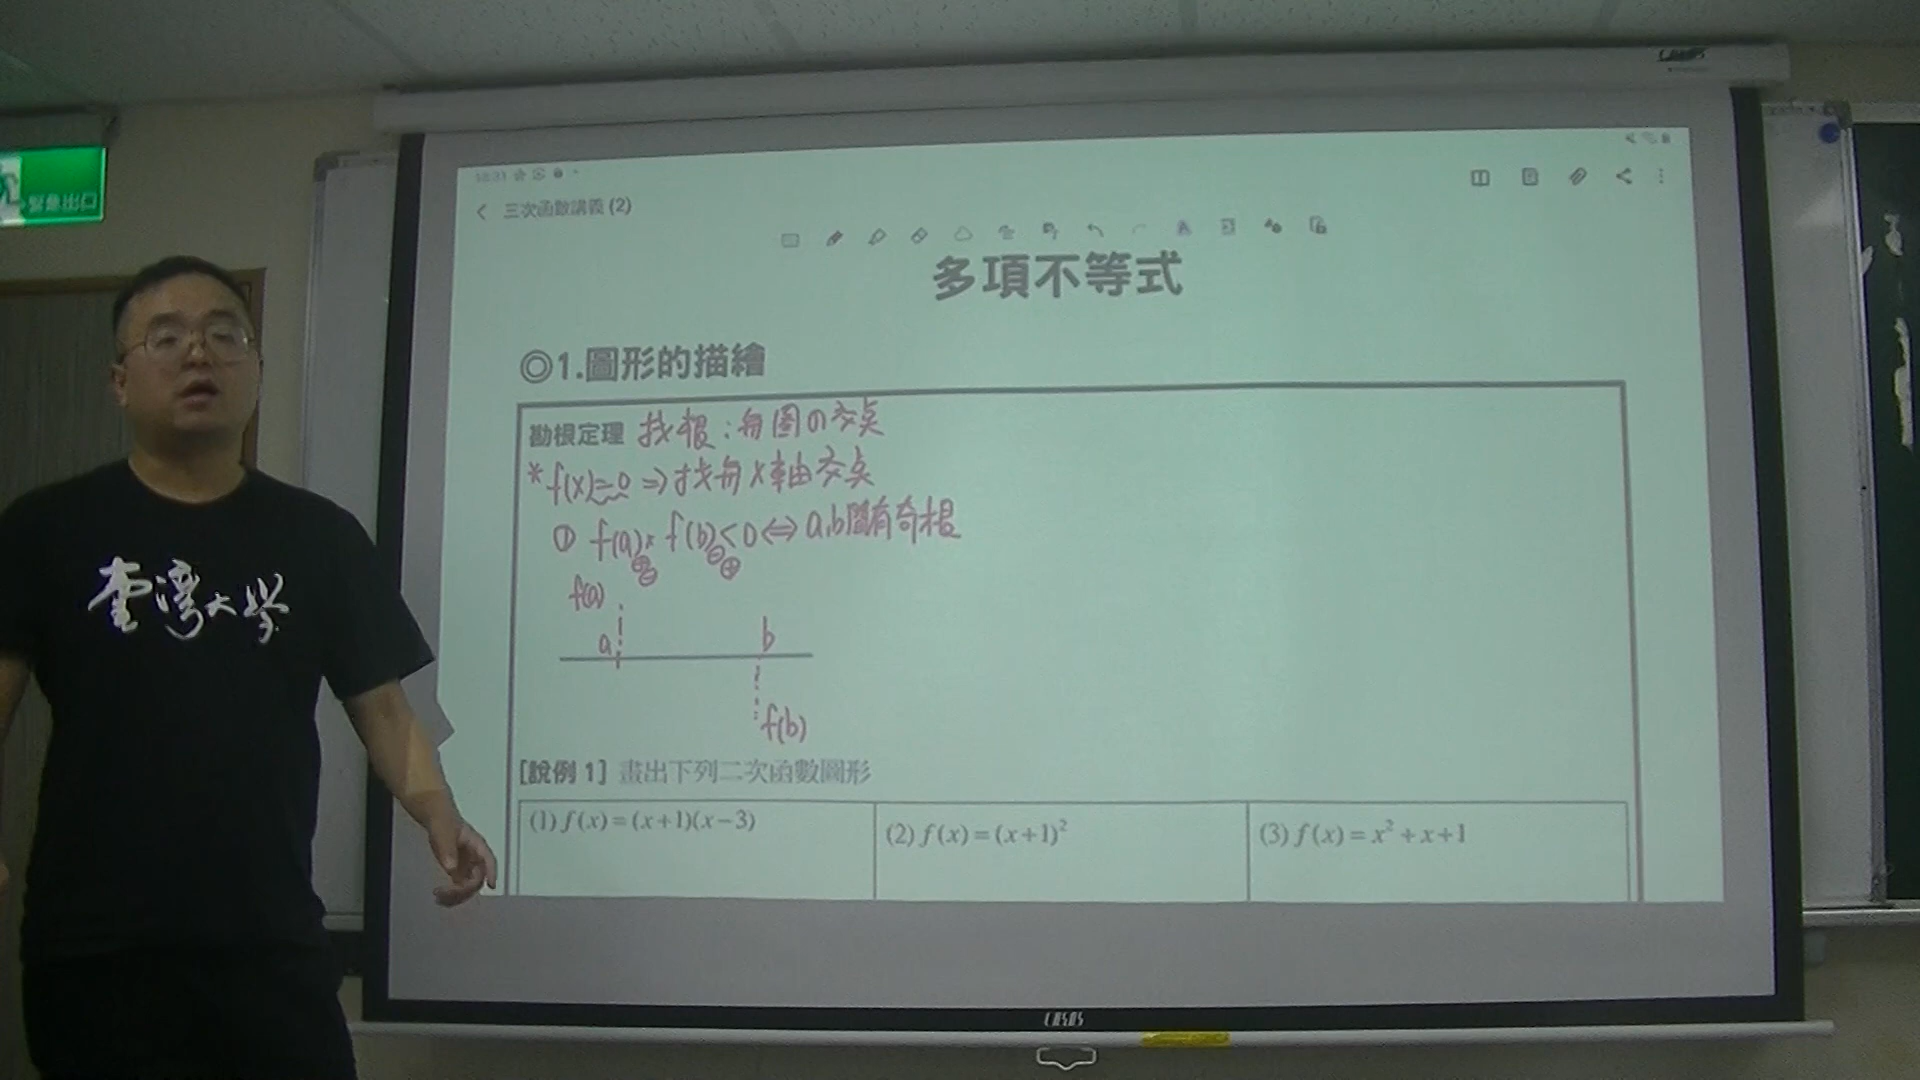 緊急出口
三次函數講義 (2)
多項不等式
◎1.圖形的描繪
勘根定理 找根:與圖の交點
*f(x)=0 ⇒找與x軸交點
① f(a)×f(b)<0⇔a,b間有奇根
⊕ ⊖
⊖ ⊕
f(a)
a b
f(b)
[說例 1] 畫出下列二次函數圖形
(1) f(x)=(x+1)(x−3)
(2) f(x)=(x+1)²
(3) f(x)=x²+x+1
臺灣大學